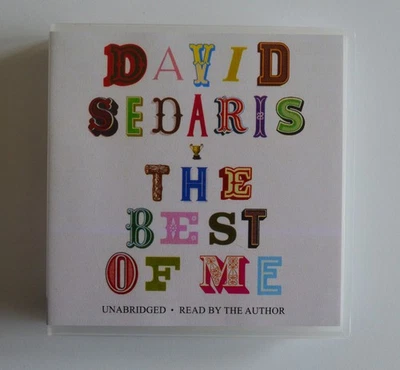 DAVID
SEDARIS
THE
BEST
OF ME
UNABRIDGED • READ BY THE AUTHOR